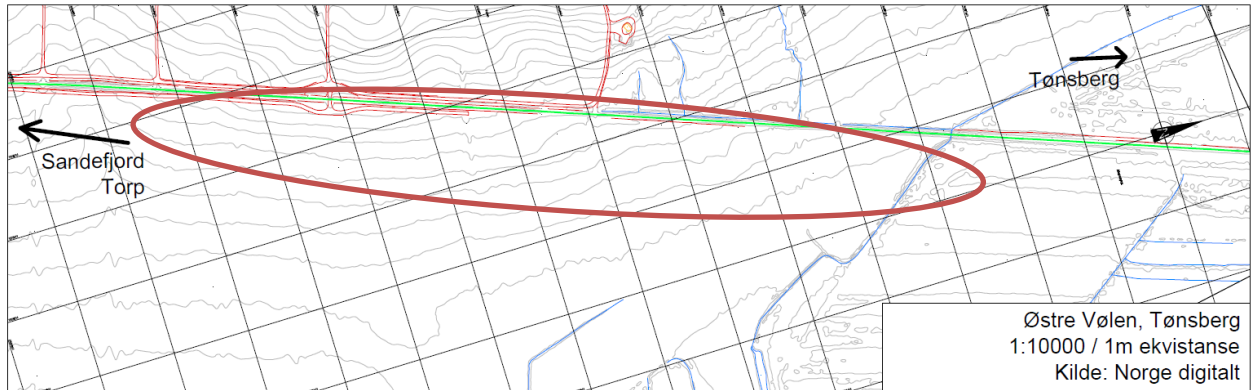 Tønsberg
Sandefjord
Torp
Østre Vølen, Tønsberg
1:10000 / 1m ekvistanse
Kilde: Norge digitalt